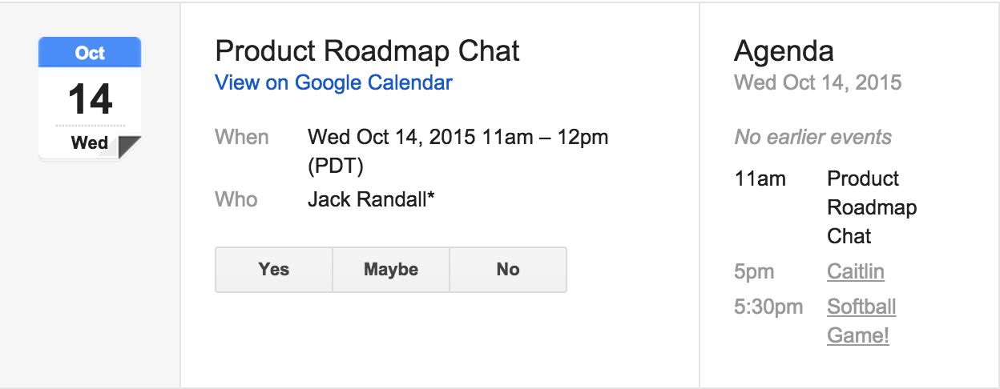 Oct
14
Wed
Product Roadmap Chat
View on Google Calendar
When Wed Oct 14, 2015 11am – 12pm
(PDT)
Who Jack Randall*
Yes Maybe No
Agenda
Wed Oct 14, 2015
No earlier events
11am Product
Roadmap
Chat
5pm Caitlin
5:30pm Softball
Game!